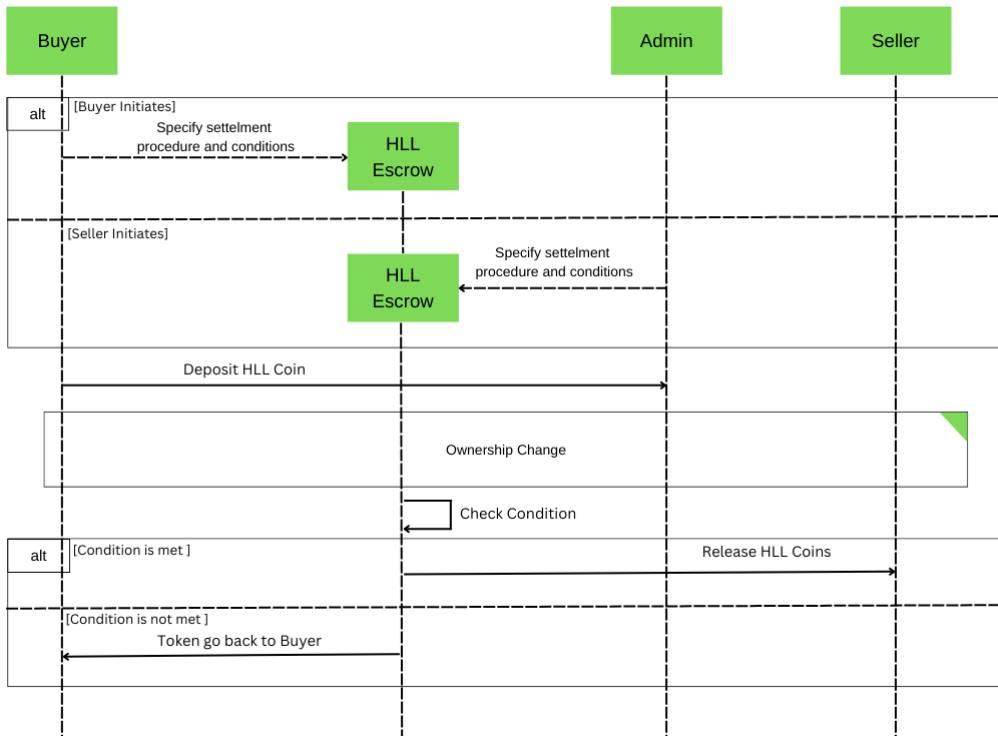 Buyer
Admin
Seller
alt
[Buyer Initiates]
Specify settelment
procedure and conditions
HLL
Escrow
[Seller Initiates]
Specify settelment
procedure and conditions
HLL
Escrow
Deposit HLL Coin
Ownership Change
Check Condition
alt
[Condition is met ]
Release HLL Coins
[Condition is not met ]
Token go back to Buyer